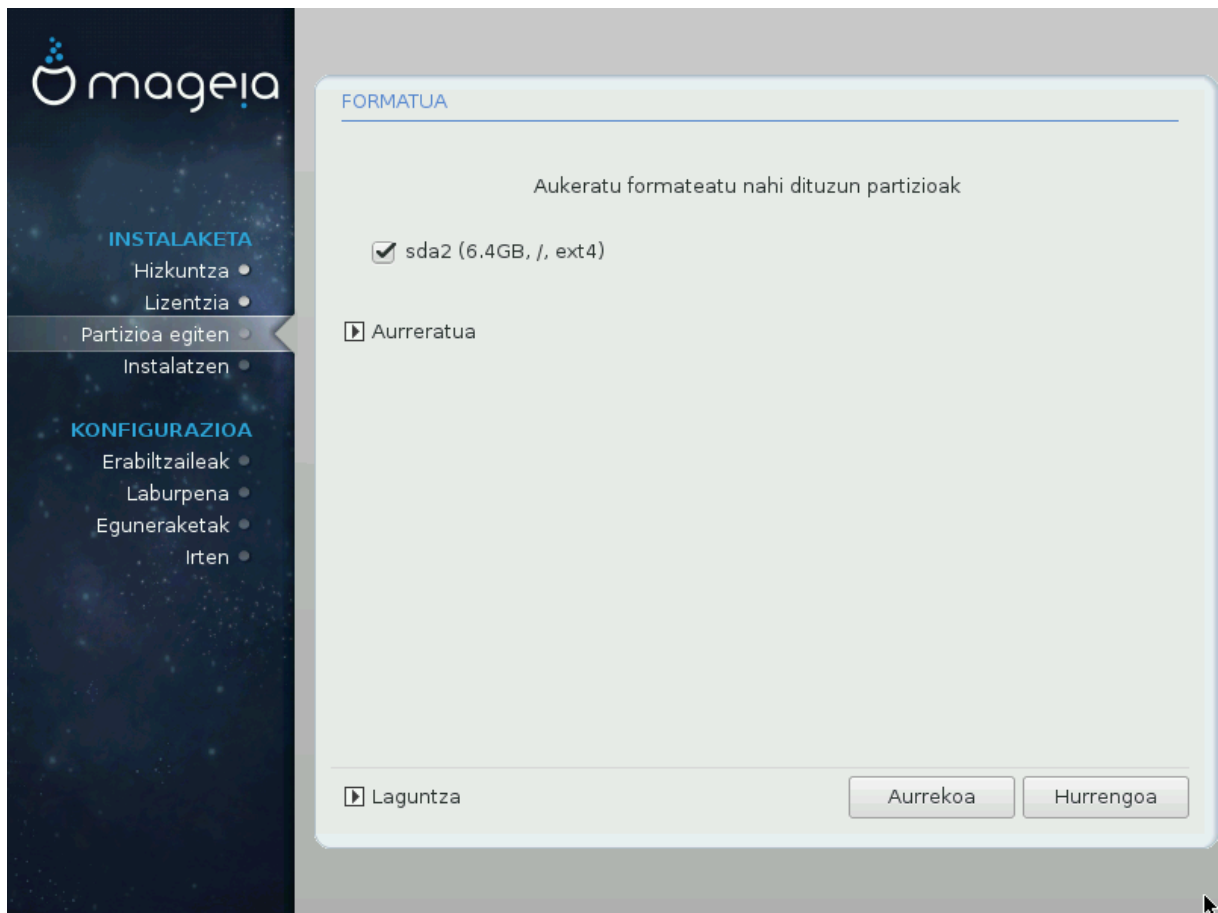 mageia
INSTALAKETA
Hizkuntza
Lizentzia
Partizioa egiten
Instalatzen
KONFIGURAZIOA
Erabiltzaileak
Laburpena
Eguneraketak
Irten
FORMATUA
Aukeratu formateatu nahi dituzun partizioak
sda2 (6.4GB, /, ext4)
Aurreratua
Laguntza
Aurrekoa
Hurrengoa